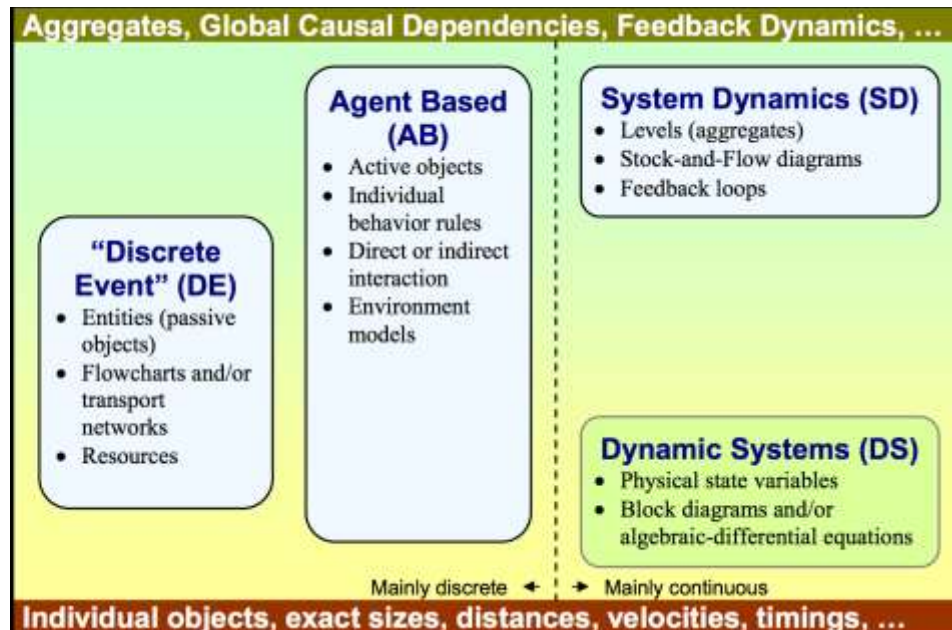 Aggregates, Global Causal Dependencies, Feedback Dynamics, ...
Agent Based
(AB)
• Active objects
• Individual
behavior rules
• Direct or indirect
interaction
• Environment
models
System Dynamics (SD)
• Levels (aggregates)
• Stock-and-Flow diagrams
• Feedback loops
“Discrete
Event” (DE)
• Entities (passive
objects)
• Flowcharts and/or
transport
networks
• Resources
Dynamic Systems (DS)
• Physical state variables
• Block diagrams and/or
algebraic-differential equations
Mainly discrete
Mainly continuous
Individual objects, exact sizes, distances, velocities, timings, ...